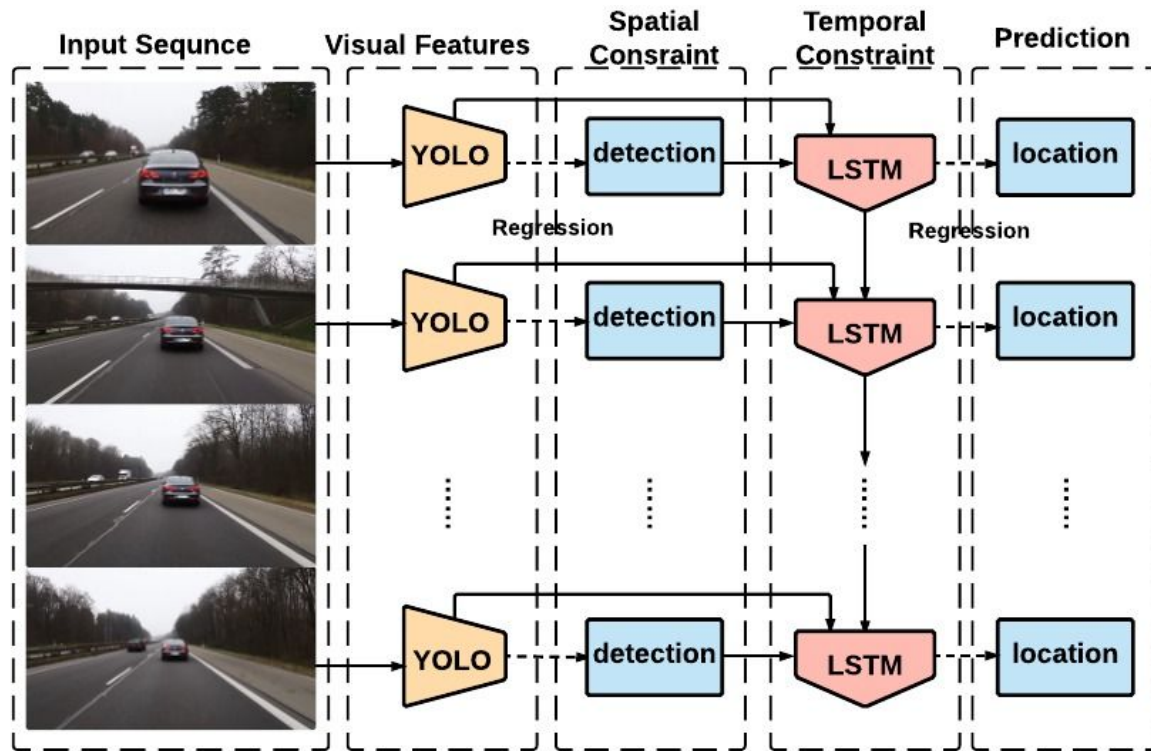 Input Sequnce
Visual Features
Spatial
Consraint
Temporal
Constraint
Prediction
YOLO
detection
LSTM
location
Regression
Regression
YOLO
detection
LSTM
location
YOLO
detection
LSTM
location